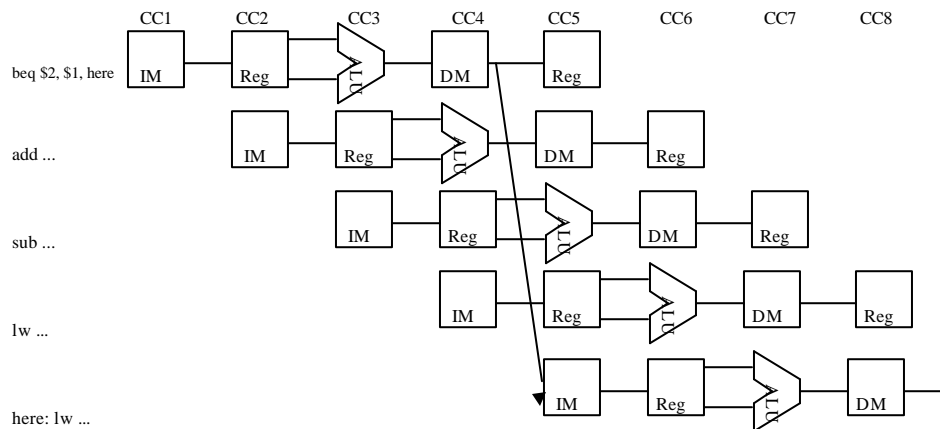 CC1 CC2 CC3 CC4 CC5 CC6 CC7 CC8
beq $2, $1, here IM Reg ALU DM Reg
add ... IM Reg ALU DM Reg
sub ... IM Reg ALU DM Reg
lw ... IM Reg ALU DM Reg
here: lw ... IM Reg ALU DM